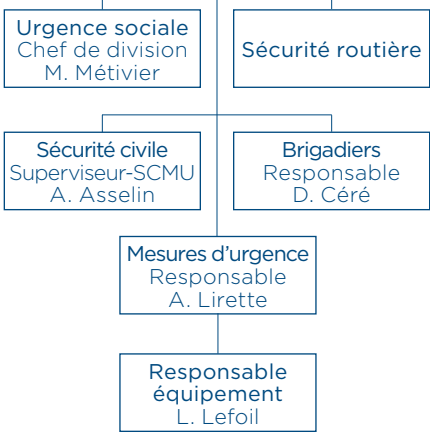 Urgence sociale
Chef de division
M. Métivier
Sécurité routière
Sécurité civile
Superviseur-SCMU
A. Asselin
Brigadiers
Responsable
D. Céré
Mesures d'urgence
Responsable
A. Lirette
Responsable
équipement
L. Lefoil